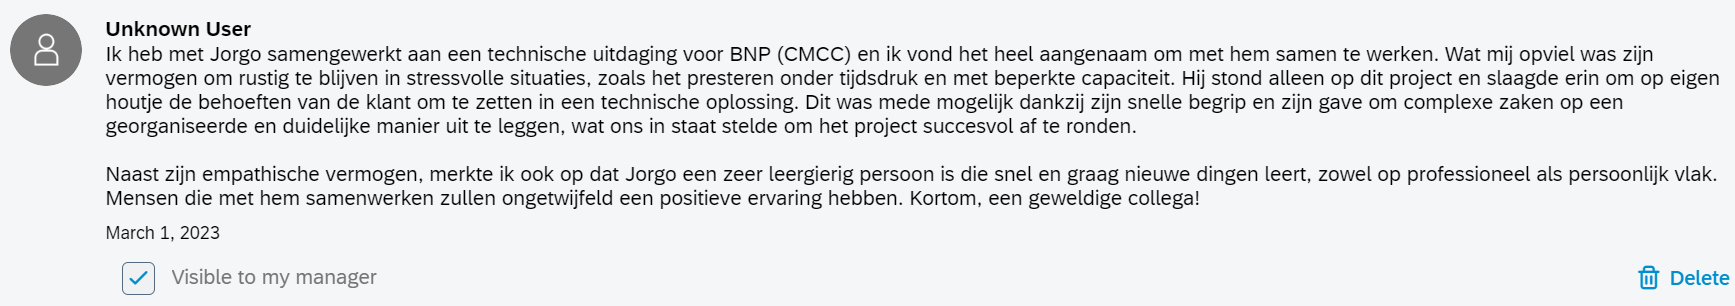 Unknown User
Ik heb met Jorgo samengewerkt aan een technische uitdaging voor BNP (CMCC) en ik vond het heel aangenaam om met hem samen te werken. Wat mij opviel was zijn
vermogen om rustig te blijven in stressvolle situaties, zoals het presteren onder tijdsdruk en met beperkte capaciteit. Hij stond alleen op dit project en slaagde erin om op eigen
houtje de behoeften van de klant om te zetten in een technische oplossing. Dit was mede mogelijk dankzij zijn snelle begrip en zijn gave om complexe zaken op een
georganiseerde en duidelijke manier uit te leggen, wat ons in staat stelde om het project succesvol af te ronden.
Naast zijn empathische vermogen, merkte ik ook op dat Jorgo een zeer leergierig persoon is die snel en graag nieuwe dingen leert, zowel op professioneel als persoonlijk vlak.
Mensen die met hem samenwerken zullen ongetwijfeld een positieve ervaring hebben. Kortom, een geweldige collega!
March 1, 2023
Visible to my manager
Delete